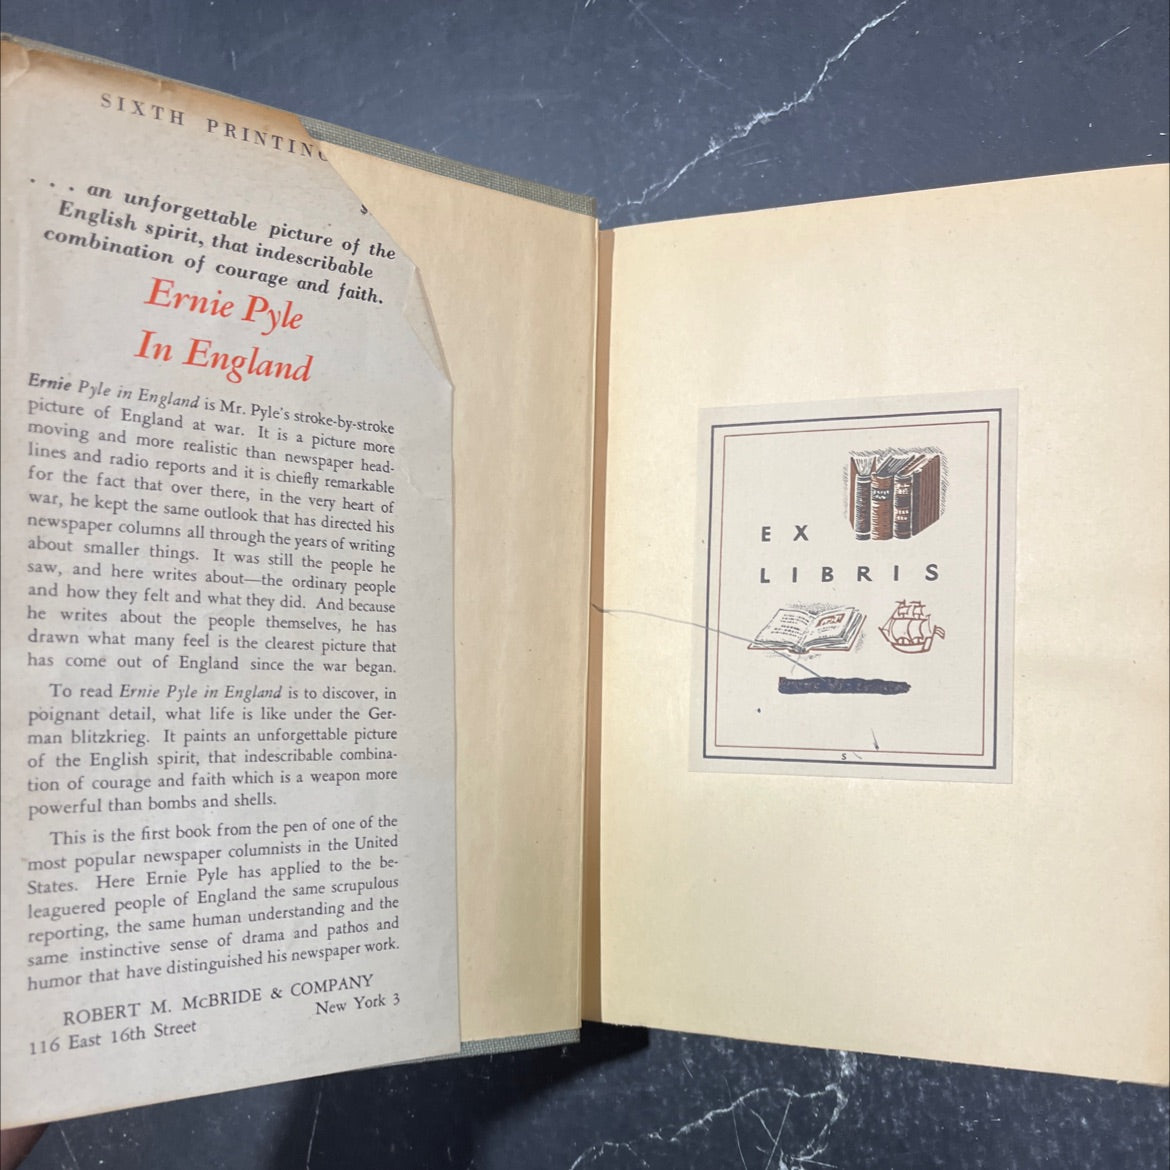 SIXTH PRINTING
$
. . . an unforgettable picture of the
English spirit, that indescribable
combination of courage and faith.
Ernie Pyle
In England
Ernie Pyle in England is Mr. Pyle's stroke-by-stroke
picture of England at war. It is a picture more
moving and more realistic than newspaper head-
lines and radio reports and it is chiefly remarkable
for the fact that over there, in the very heart of
war, he kept the same outlook that has directed his
newspaper columns all through the years of writing
about smaller things. It was still the people he
saw, and here writes about—the ordinary people
and how they felt and what they did. And because
he writes about the people themselves, he has
drawn what many feel is the clearest picture that
has come out of England since the war began.
To read Ernie Pyle in England is to discover, in
poignant detail, what life is like under the Ger-
man blitzkrieg. It paints an unforgettable picture
of the English spirit, that indescribable combina-
tion of courage and faith which is a weapon more
powerful than bombs and shells.
This is the first book from the pen of one of the
most popular newspaper columnists in the United
States. Here Ernie Pyle has applied to the be-
leaguered people of England the same scrupulous
reporting, the same human understanding and the
same instinctive sense of drama and pathos and
humor that have distinguished his newspaper work.
ROBERT M. McBRIDE & COMPANY
116 East 16th Street New York 3
EX
LIBRIS
S